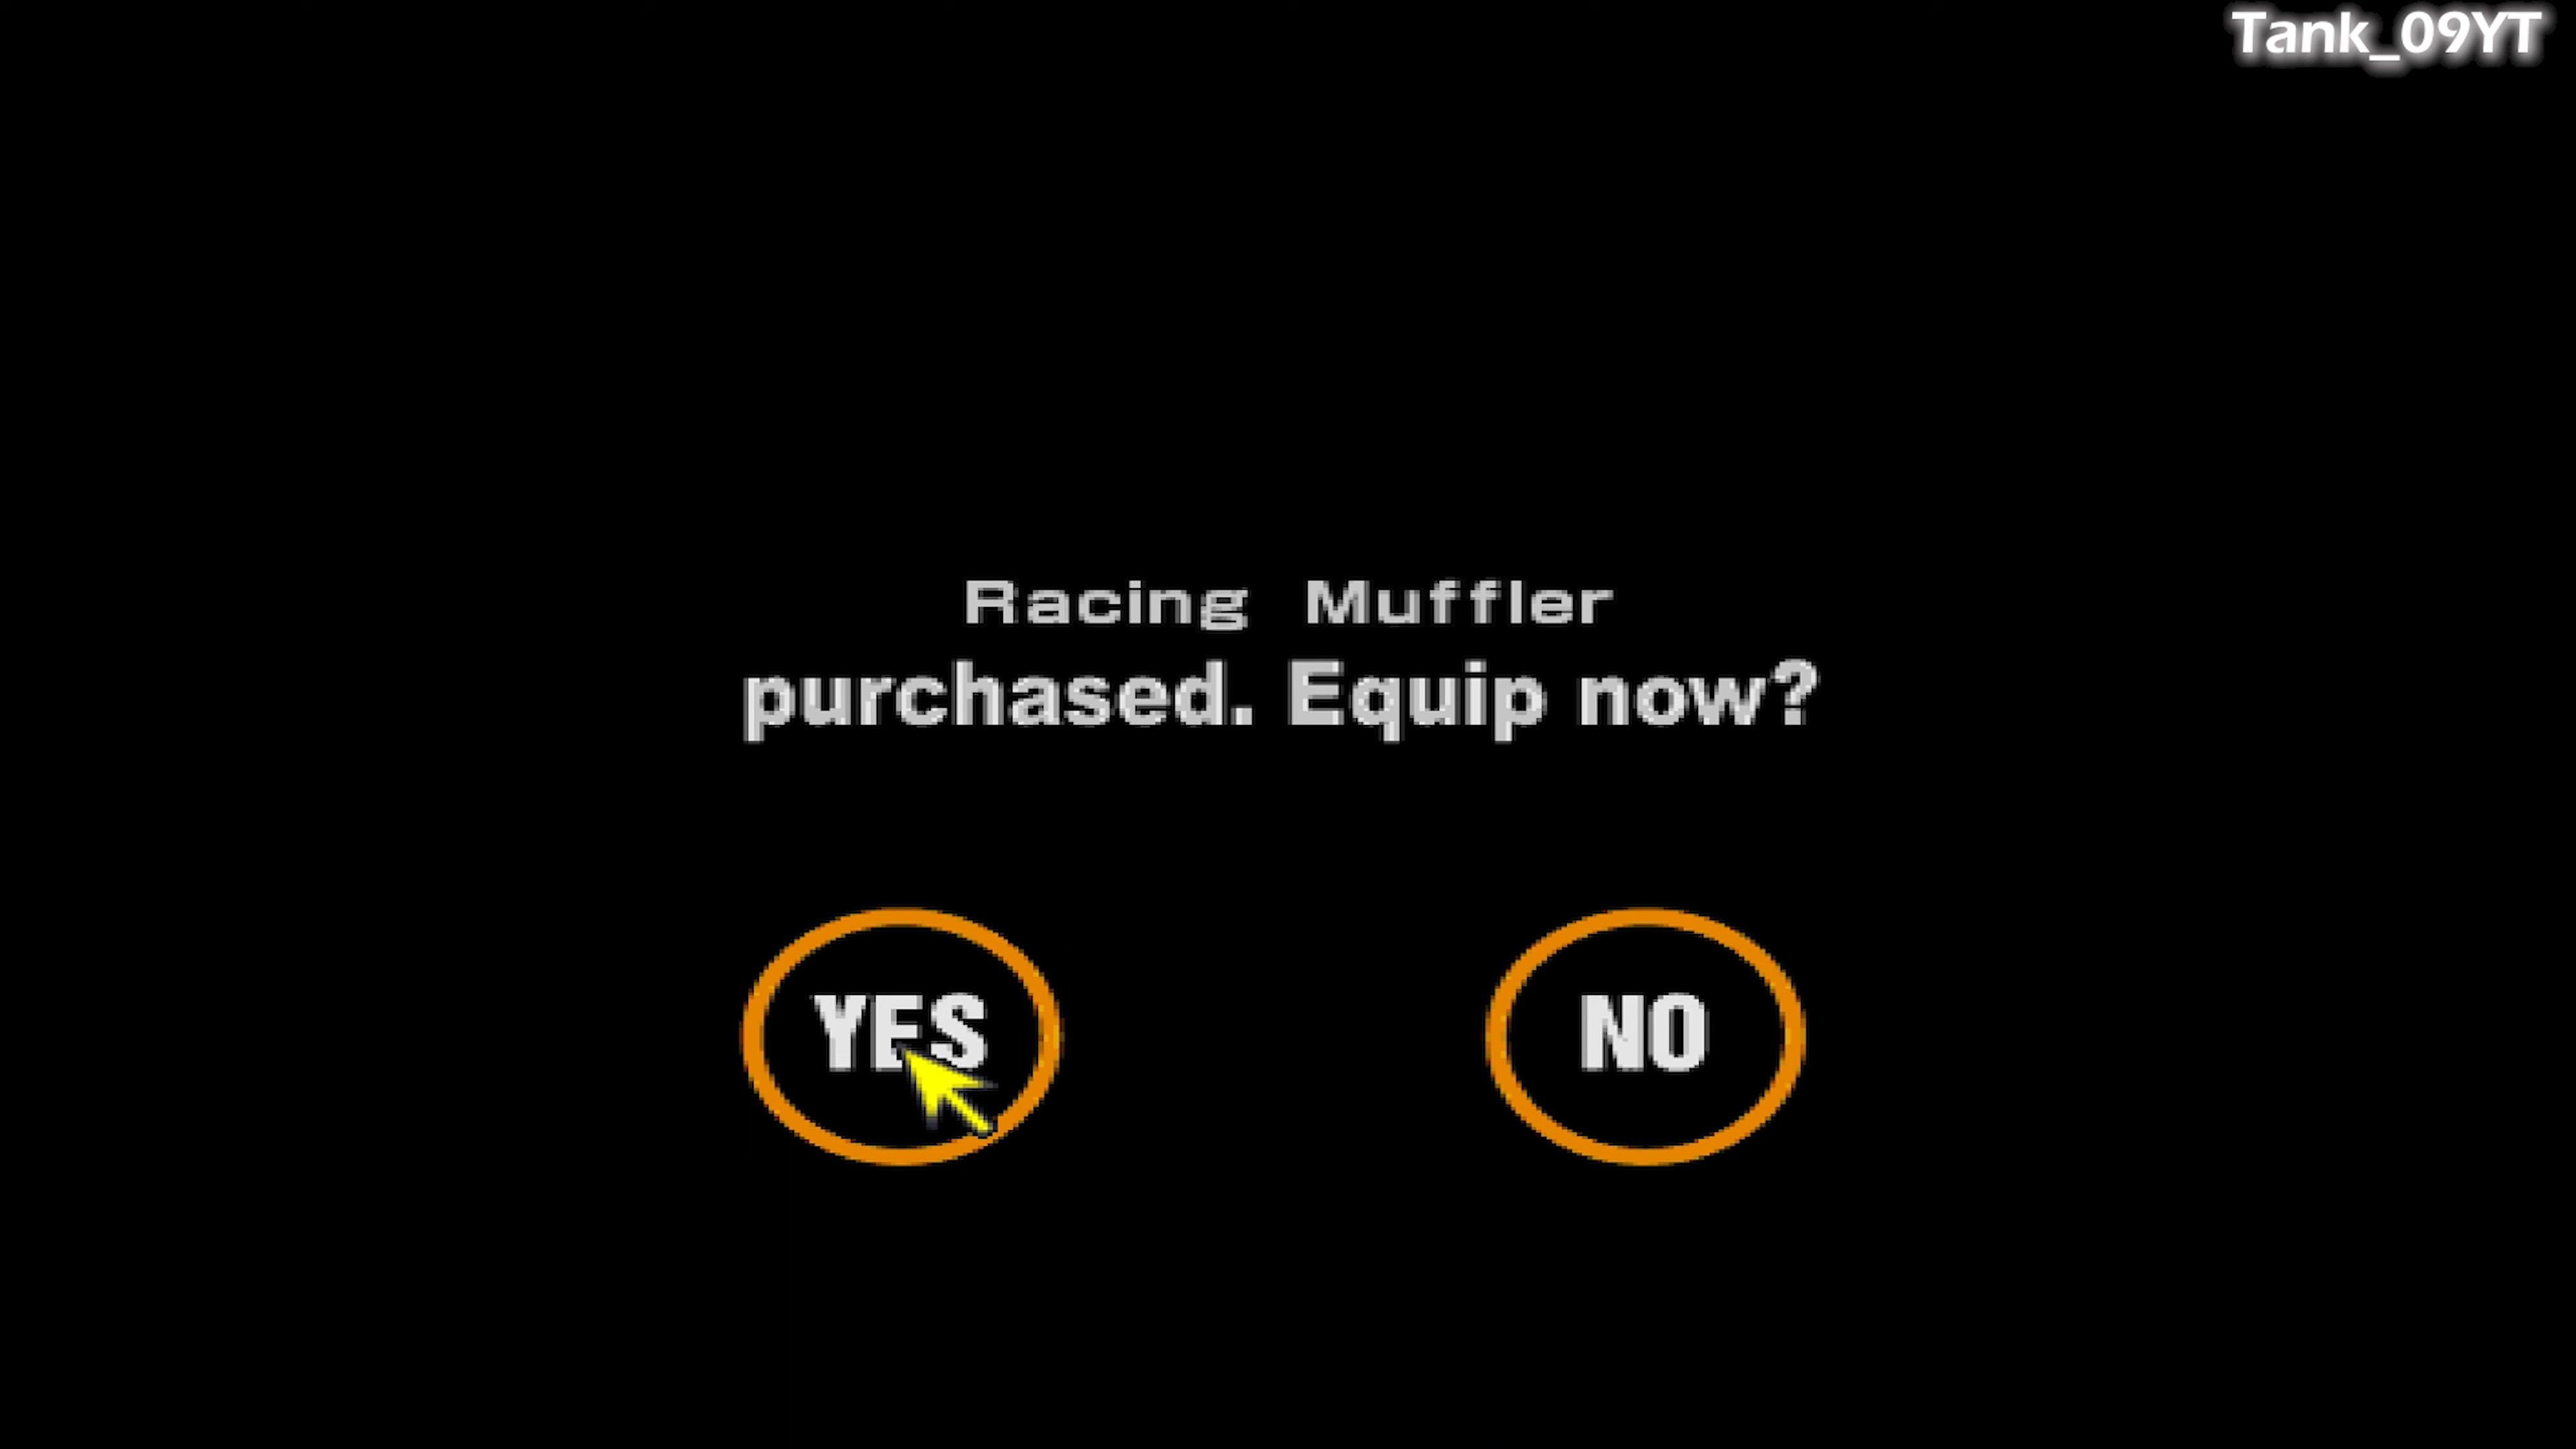 Tank_09YT
Racing Muffler
purchased. Equip now?
YES
NO